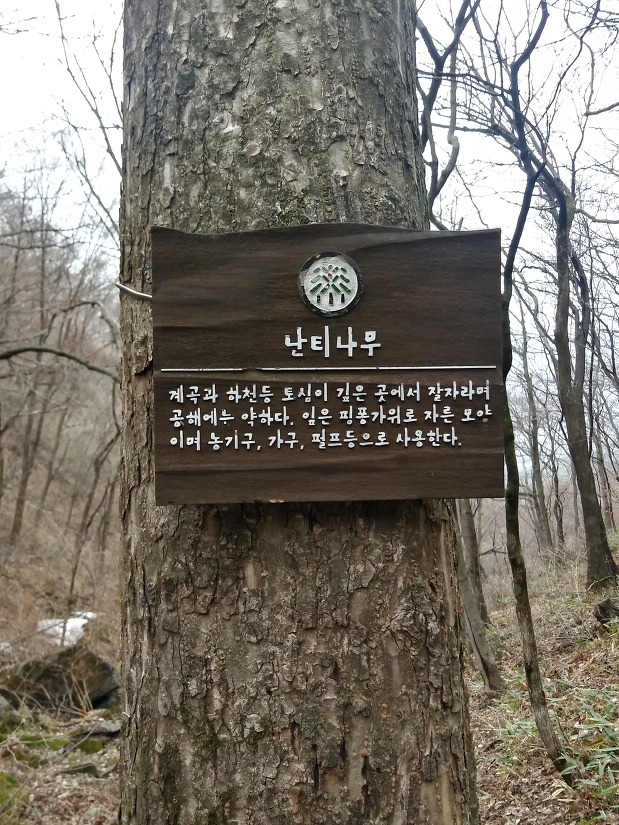 난티나무
계곡과 하천등 토심이 깊은 곳에서 잘자라며
공해에는 약하다. 잎은 핑퐁가위로 자른 모양
이며 농기구, 가구, 펄프등으로 사용한다.